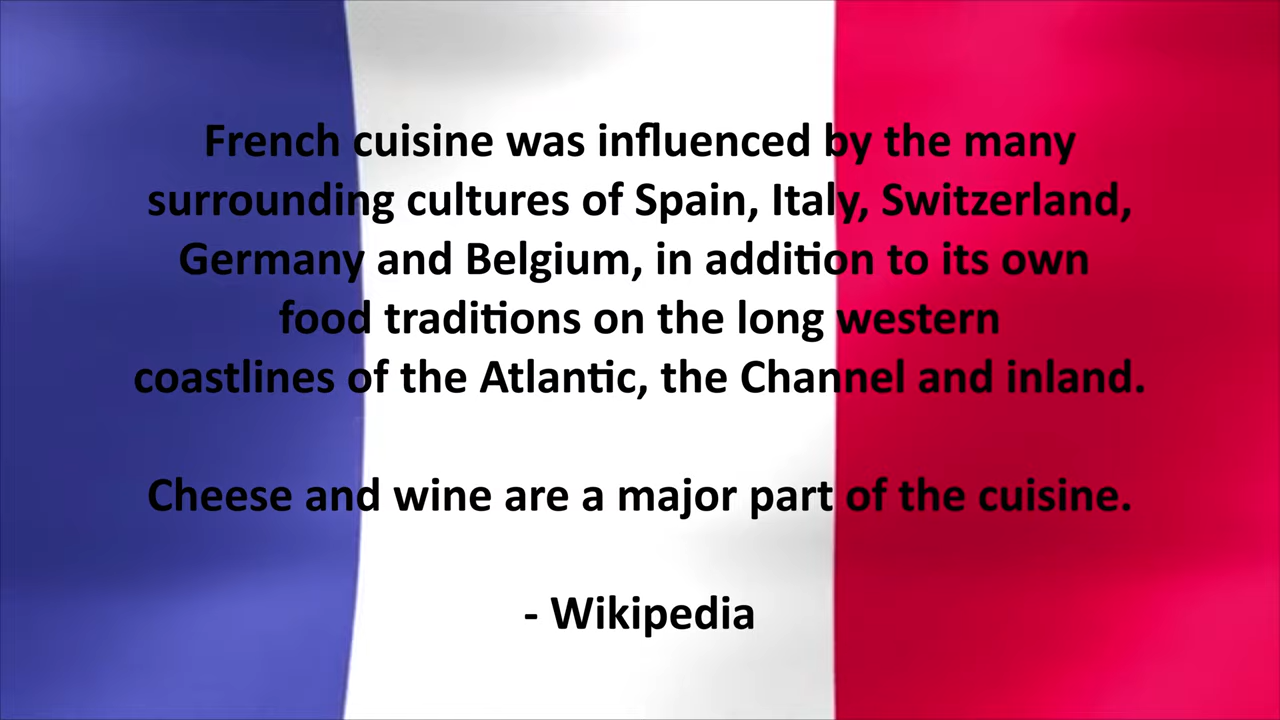 French cuisine was influenced by the many
surrounding cultures of Spain, Italy, Switzerland,
Germany and Belgium, in addition to its own
food traditions on the long western
coastlines of the Atlantic, the Channel and inland.
Cheese and wine are a major part of the cuisine.
- Wikipedia